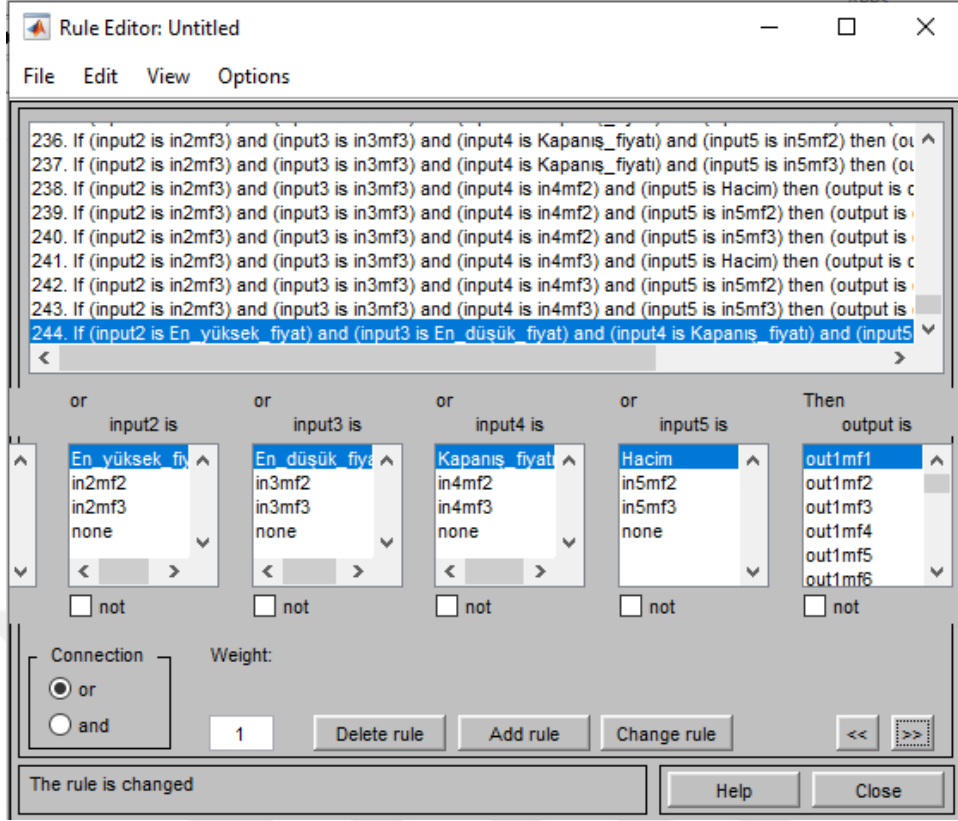 Rule Editor: Untitled
File Edit View Options
236. If (input2 is in2mf3) and (input3 is in3mf3) and (input4 is Kapanış_fiyatı) and (input5 is in5mf2) then (ou
237. If (input2 is in2mf3) and (input3 is in3mf3) and (input4 is Kapanış_fiyatı) and (input5 is in5mf3) then (ou
238. If (input2 is in2mf3) and (input3 is in3mf3) and (input4 is in4mf2) and (input5 is Hacim) then (output is
239. If (input2 is in2mf3) and (input3 is in3mf3) and (input4 is in4mf2) and (input5 is in5mf2) then (output is
240. If (input2 is in2mf3) and (input3 is in3mf3) and (input4 is in4mf2) and (input5 is in5mf3) then (output is
241. If (input2 is in2mf3) and (input3 is in3mf3) and (input4 is in4mf3) and (input5 is Hacim) then (output is
242. If (input2 is in2mf3) and (input3 is in3mf3) and (input4 is in4mf3) and (input5 is in5mf2) then (output is
243. If (input2 is in2mf3) and (input3 is in3mf3) and (input4 is in4mf3) and (input5 is in5mf3) then (output is
244. If (input2 is En_yüksek_fiyat) and (input3 is En_düşük_fiyat) and (input4 is Kapanış_fiyatı) and (input5
or or or or Then
input2 is input3 is input4 is input5 is output is
En_yüksek_fiy En_düşük_fiya Kapanış_fiyatı Hacim out1mf1
in2mf2 in3mf2 in4mf2 in5mf2 out1mf2
in2mf3 in3mf3 in4mf3 in5mf3 out1mf3
none none none none out1mf4
out1mf5
out1mf6
not not not not not
Connection Weight:
or
and 1 Delete rule Add rule Change rule << >>
The rule is changed Help Close